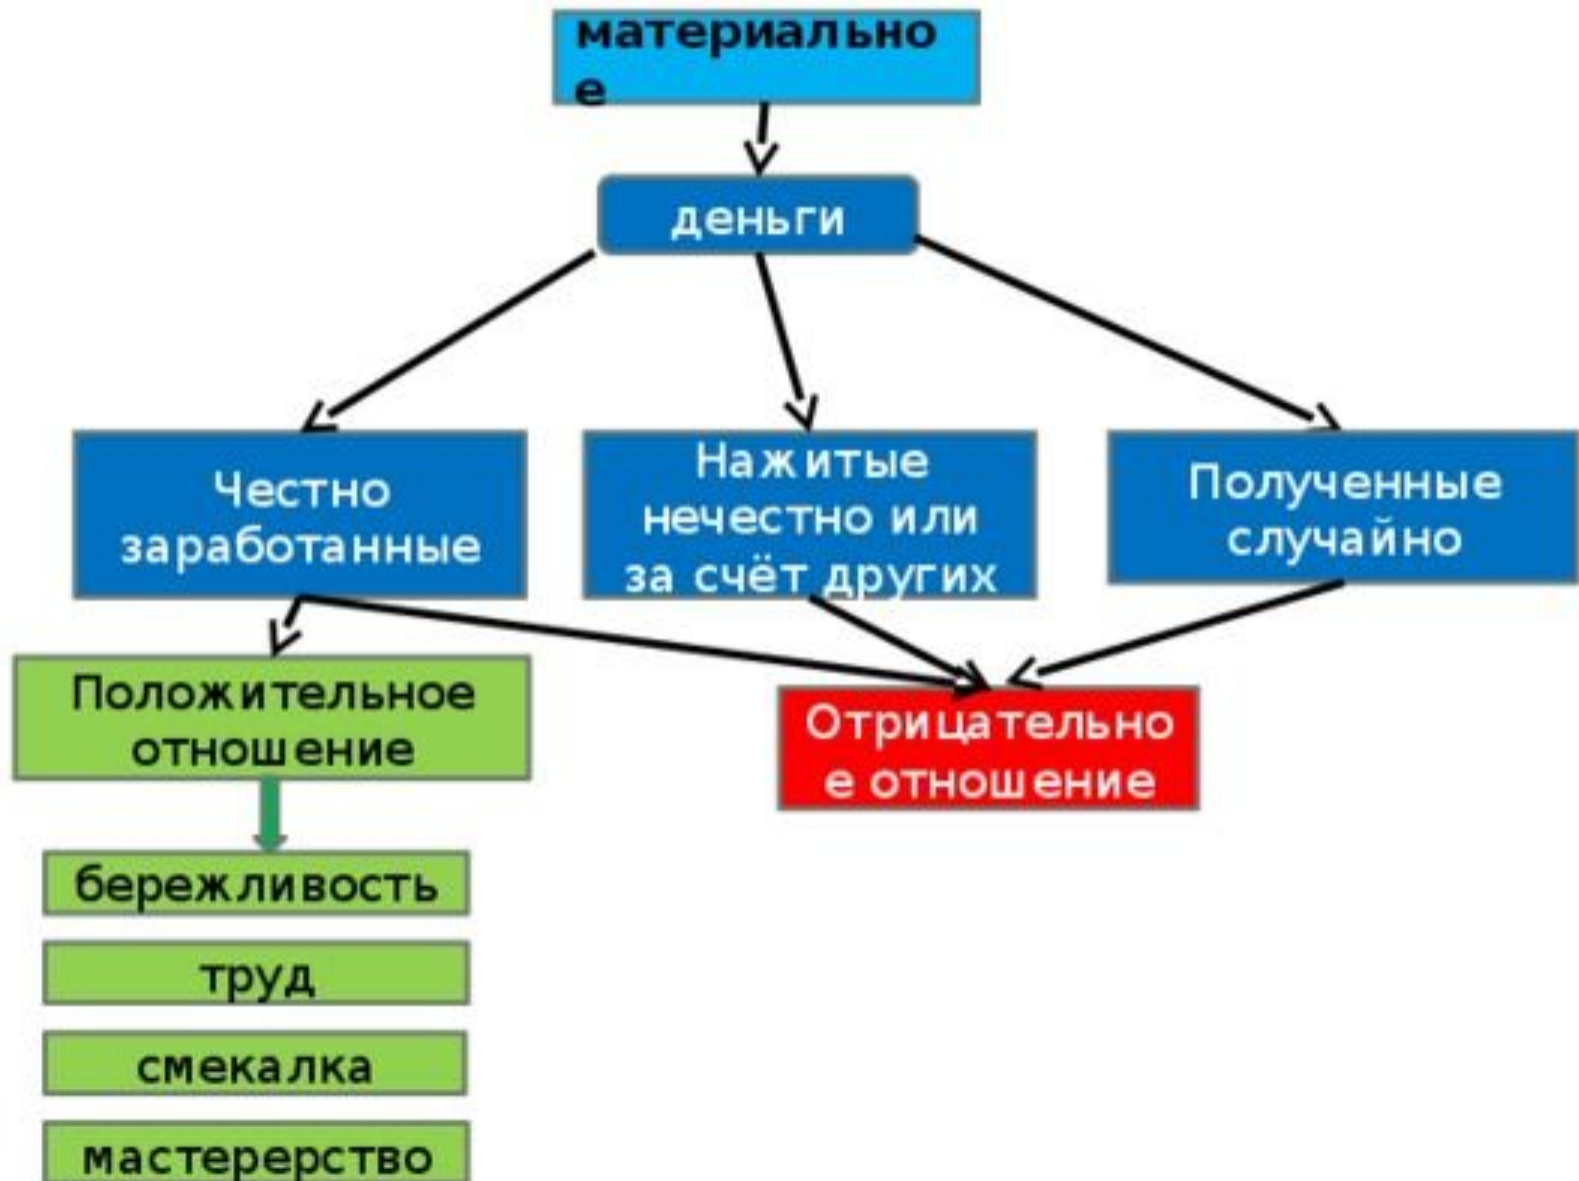 материально
е
деньги
Честно
заработанные
Нажитые
нечестно или
за счёт других
Полученные
случайно
Положительное
отношение
Отрицательно
е отношение
бережливость
труд
смекалка
мастерерство